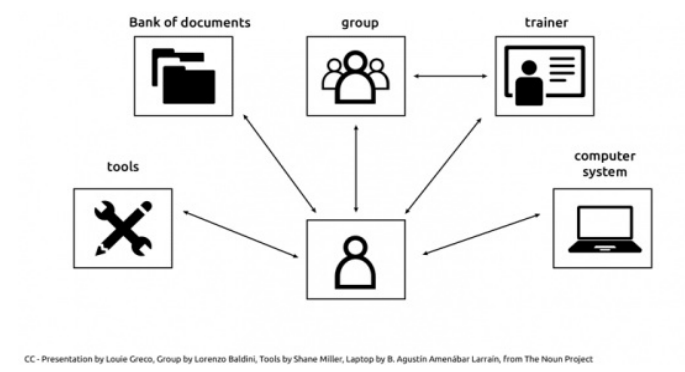 Bank of documents
group
trainer
tools
computer
system
CC - Presentation by Louie Greco, Group by Lorenzo Baldini, Tools by Shane Miller, Laptop by B. Agustín Amenábar Larraín, from The Noun Project